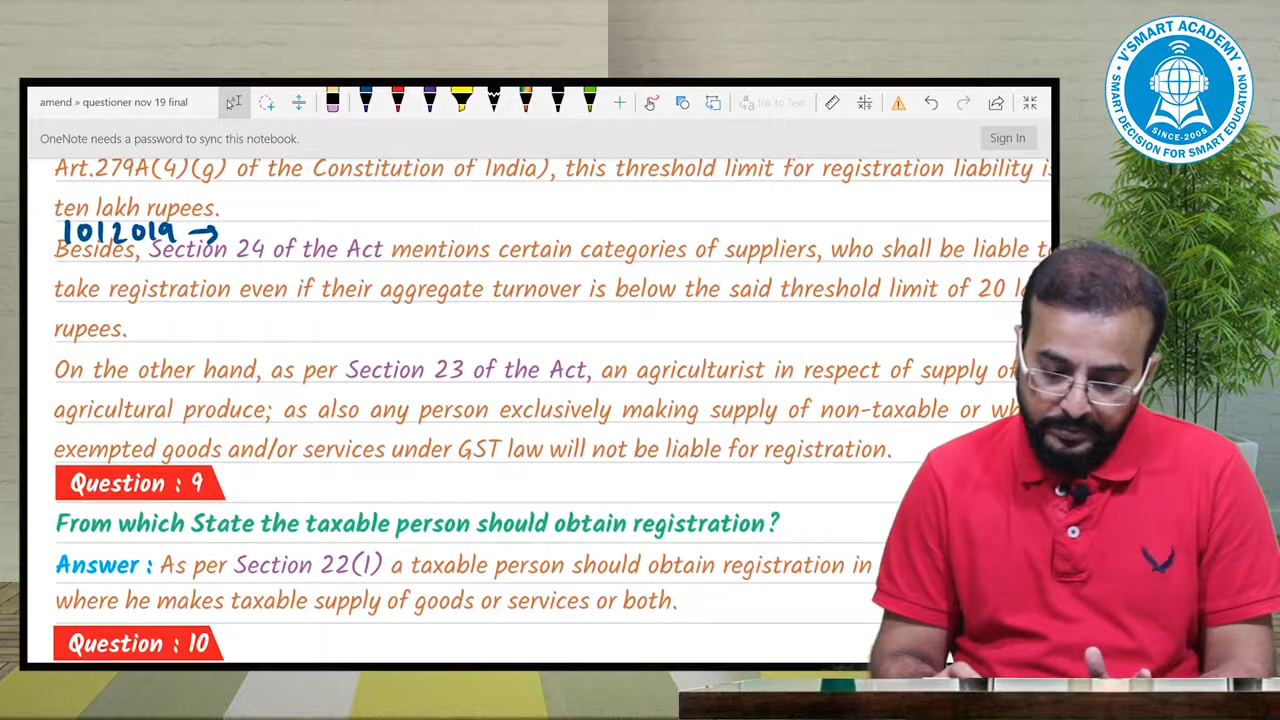 amend » questioner nov 19 final
Ink to Text
OneNote needs a password to sync this notebook.
Sign In
Art.279A(4)(g) of the Constitution of India), this threshold limit for registration liability is
ten lakh rupees.
Besides, Section 24 of the Act mentions certain categories of suppliers, who shall be liable to
take registration even if their aggregate turnover is below the said threshold limit of 20
rupees.
On the other hand, as per Section 23 of the Act, an agriculturist in respect of supply of
agricultural produce; as also any person exclusively making supply of non-taxable or
exempted goods and/or services under GST law will not be liable for registration.
Question : 9
From which State the taxable person should obtain registration?
Answer : As per Section 22(1) a taxable person should obtain registration in
where he makes taxable supply of goods or services or both.
Question : 10
V'SMART ACADEMY
SMART DECISION FOR SMART EDUCATION
SINCE-2005